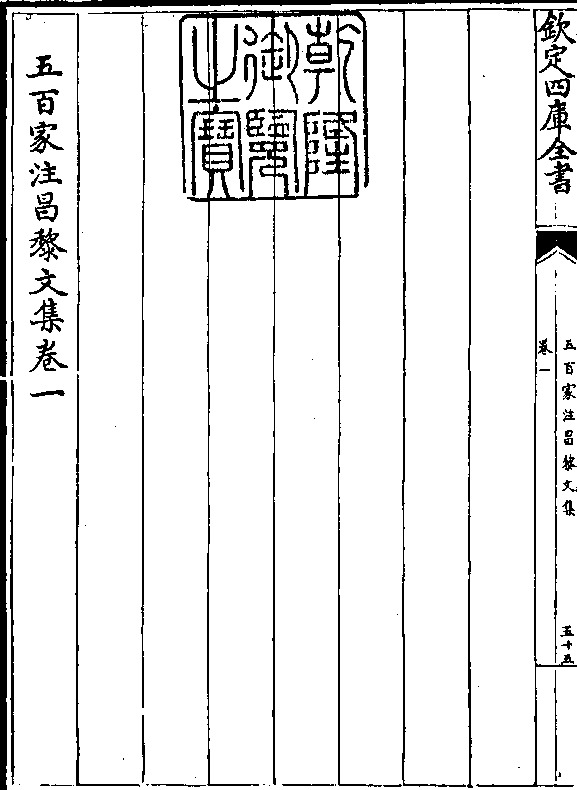 欽定四庫全書
五百家注昌黎文集
卷一
五十五
乾隆
御覽
之寶
五百家注昌黎文集卷一